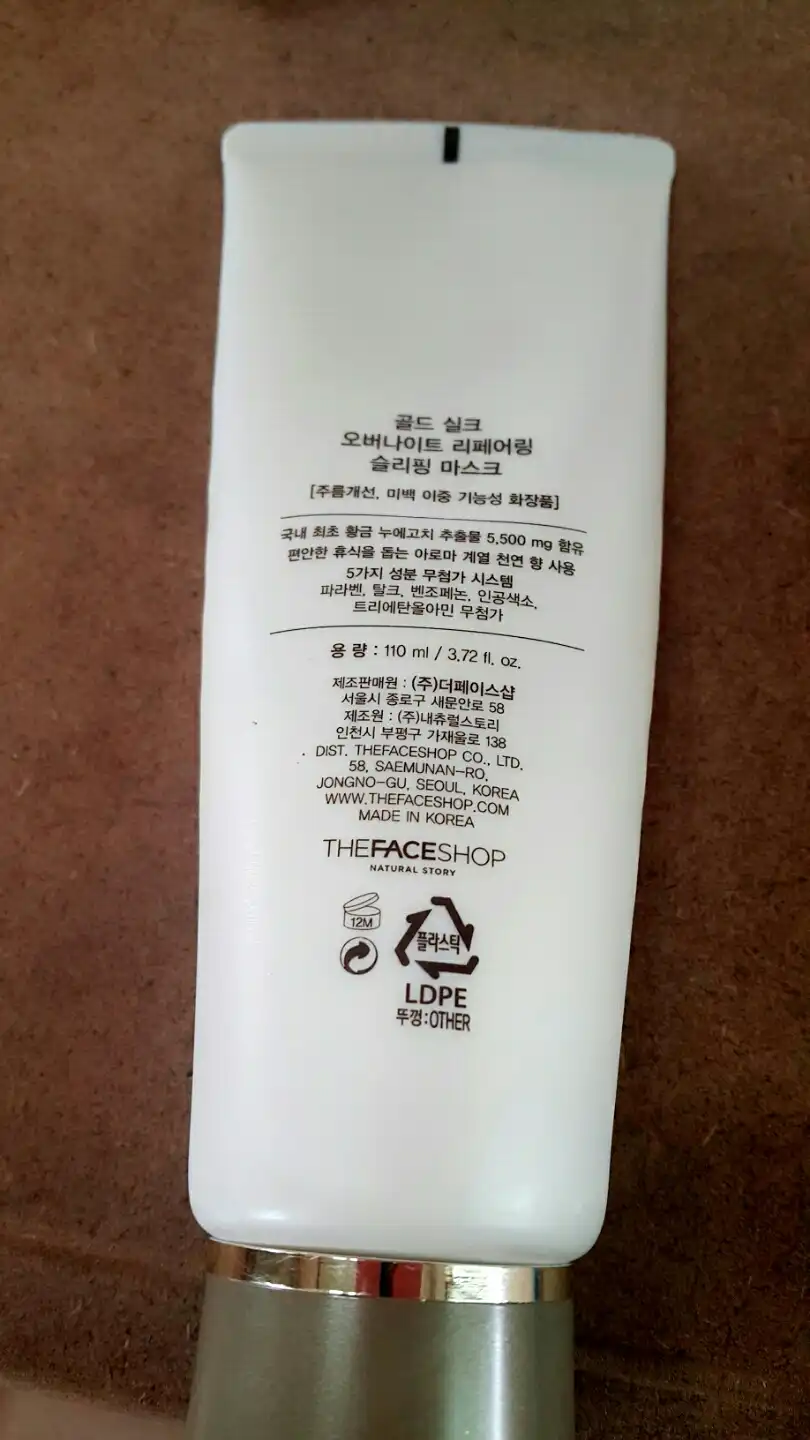 골드 실크
오버나이트 리페어링
슬리핑 마스크
[주름개선, 미백 이중 기능성 화장품]
국내 최초 황금 누에고치 추출물 5,500 mg 함유
편안한 휴식을 돕는 아로마 계열 천연 향 사용
5가지 성분 무첨가 시스템
파라벤, 탈크, 벤조페논, 인공색소,
트리에탄올아민 무첨가
용 량 : 110 ml / 3.72 fl. oz.
제조판매원 : (주)더페이스샵
서울시 종로구 새문안로 58
제조원 : (주)내츄럴스토리
인천시 부평구 가재울로 138
DIST. THEFACESHOP CO., LTD.
58, SAEMUNAN-RO,
JONGNO-GU, SEOUL, KOREA
WWW.THEFACESHOP.COM
MADE IN KOREA
THEFACESHOP
NATURAL STORY
12M
플라스틱
LDPE
뚜껑:OTHER